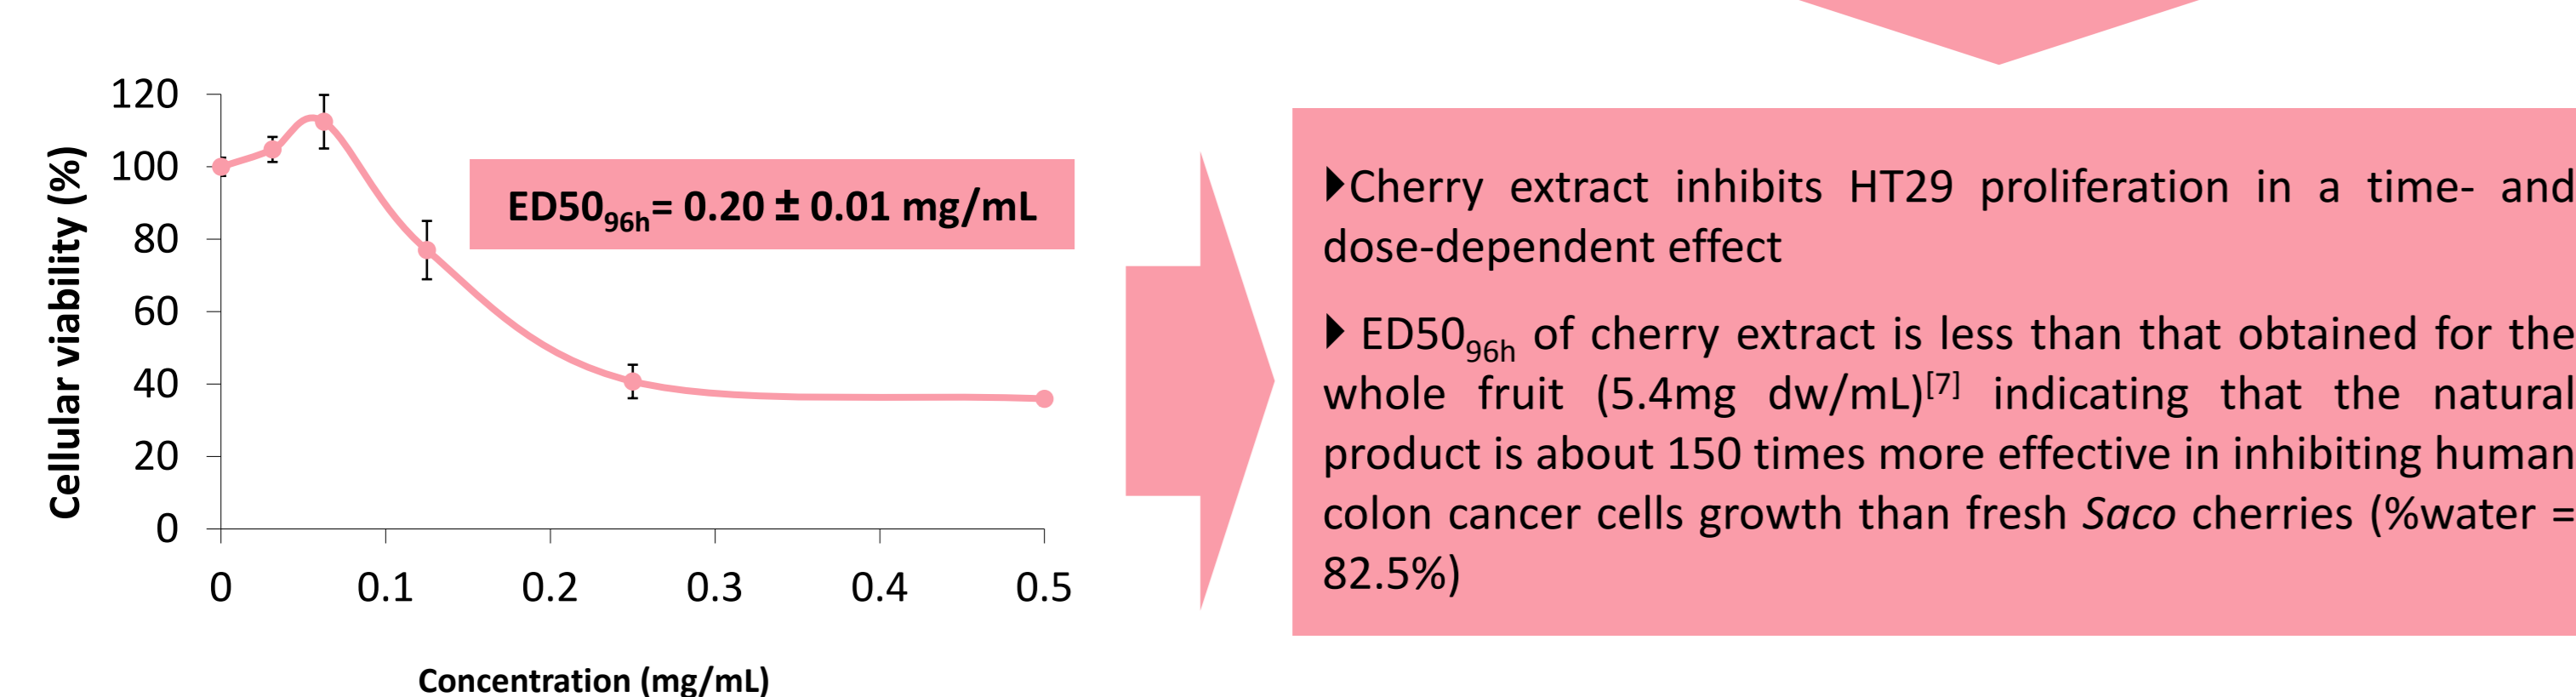 120
100
80
60
40
20
0
Cellular viability (%)
ED5096h= 0.20 ± 0.01 mg/mL
0 0.1 0.2 0.3 0.4 0.5
Concentration (mg/mL)
Cherry extract inhibits HT29 proliferation in a time- and
dose-dependent effect
ED5096h of cherry extract is less than that obtained for the
whole fruit (5.4mg dw/mL)[7] indicating that the natural
product is about 150 times more effective in inhibiting human
colon cancer cells growth than fresh Saco cherries (%water =
82.5%)